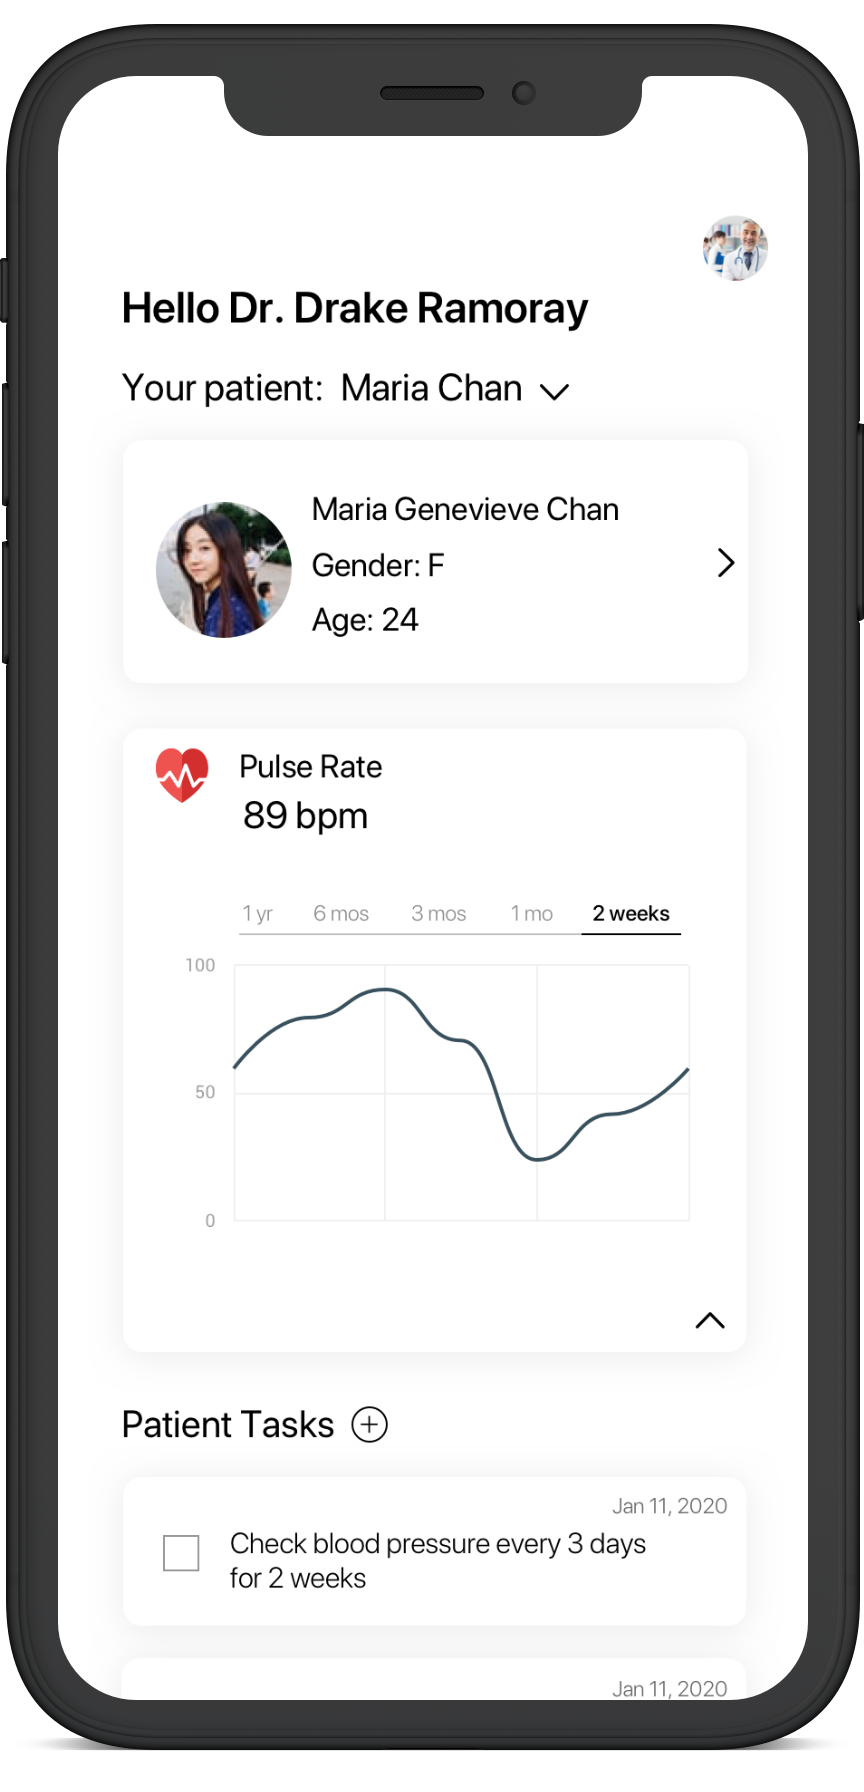 Hello Dr. Drake Ramoray
Your patient: Maria Chan
Maria Genevieve Chan
Gender: F
Age: 24
Pulse Rate
89 bpm
1 yr 6 mos 3 mos 1 mo 2 weeks
100
50
0
Patient Tasks
Jan 11, 2020
Check blood pressure every 3 days
for 2 weeks
Jan 11, 2020